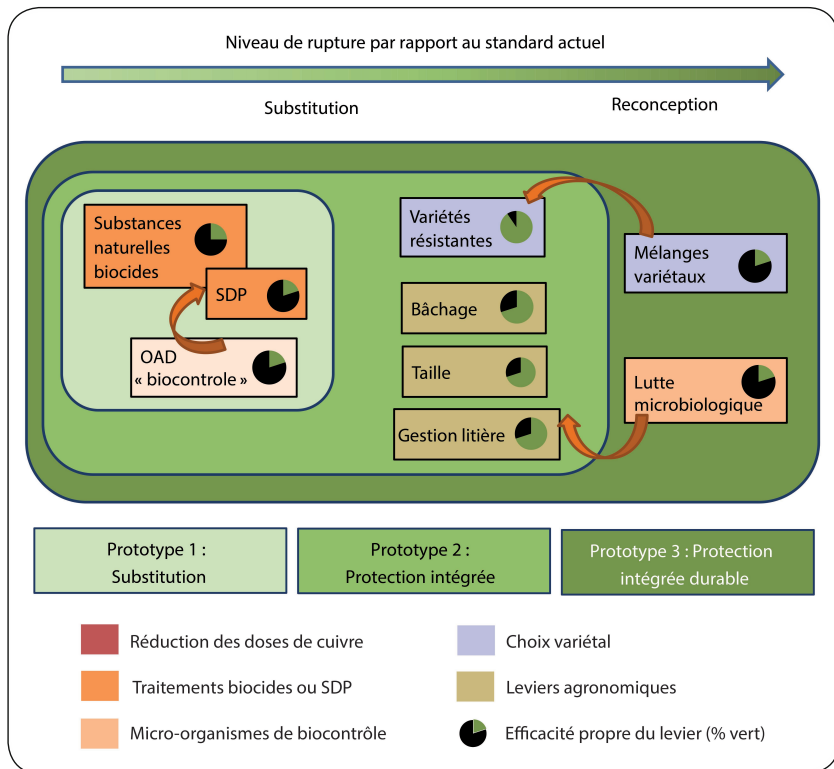 Niveau de rupture par rapport au standard actuel
Substitution
Reconception
Substances
naturelles
biocides
SDP
OAD
« biocontrole »
Variétés
résistantes
Bâchage
Taille
Gestion litière
Mélanges
variétaux
Lutte
microbiologique
Prototype 1 :
Substitution
Prototype 2 :
Protection intégrée
Prototype 3 : Protection
intégrée durable
Réduction des doses de cuivre
Traitements biocides ou SDP
Micro-organismes de biocontrôle
Choix variétal
Leviers agronomiques
Efficacité propre du levier (% vert)